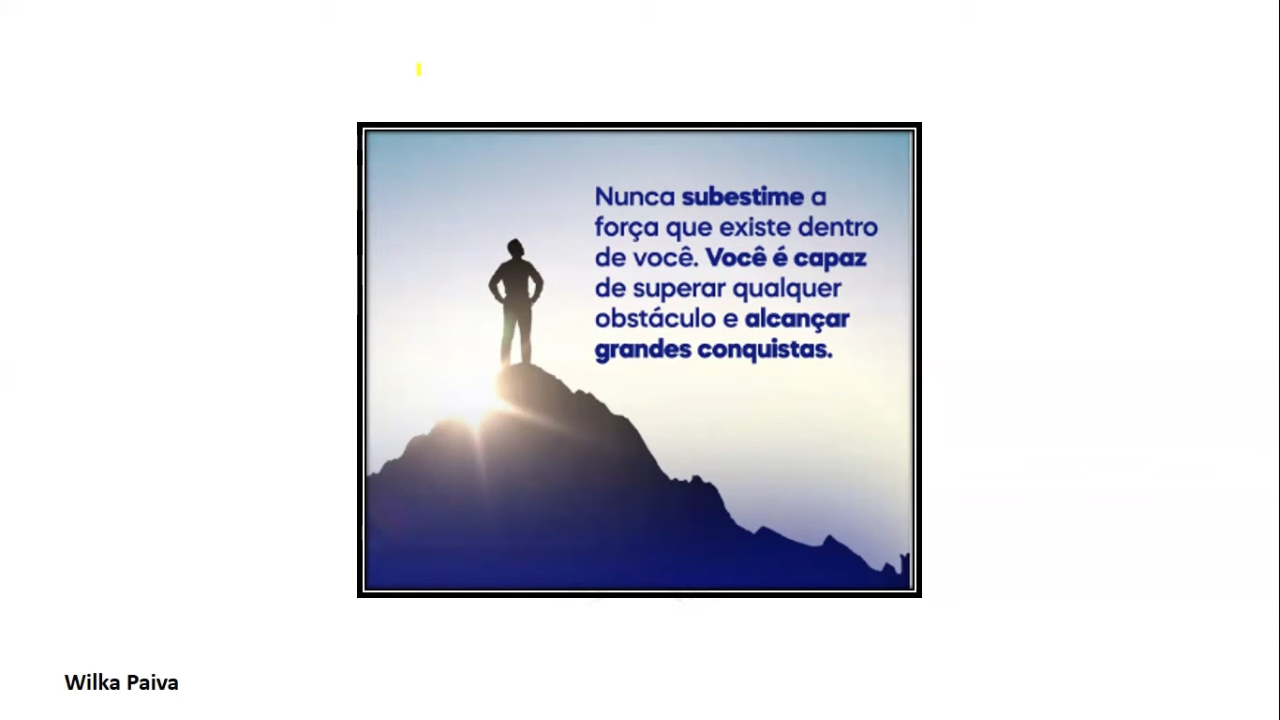 Nunca subestime a
força que existe dentro
de você. Você é capaz
de superar qualquer
obstáculo e alcançar
grandes conquistas.
Wilka Paiva